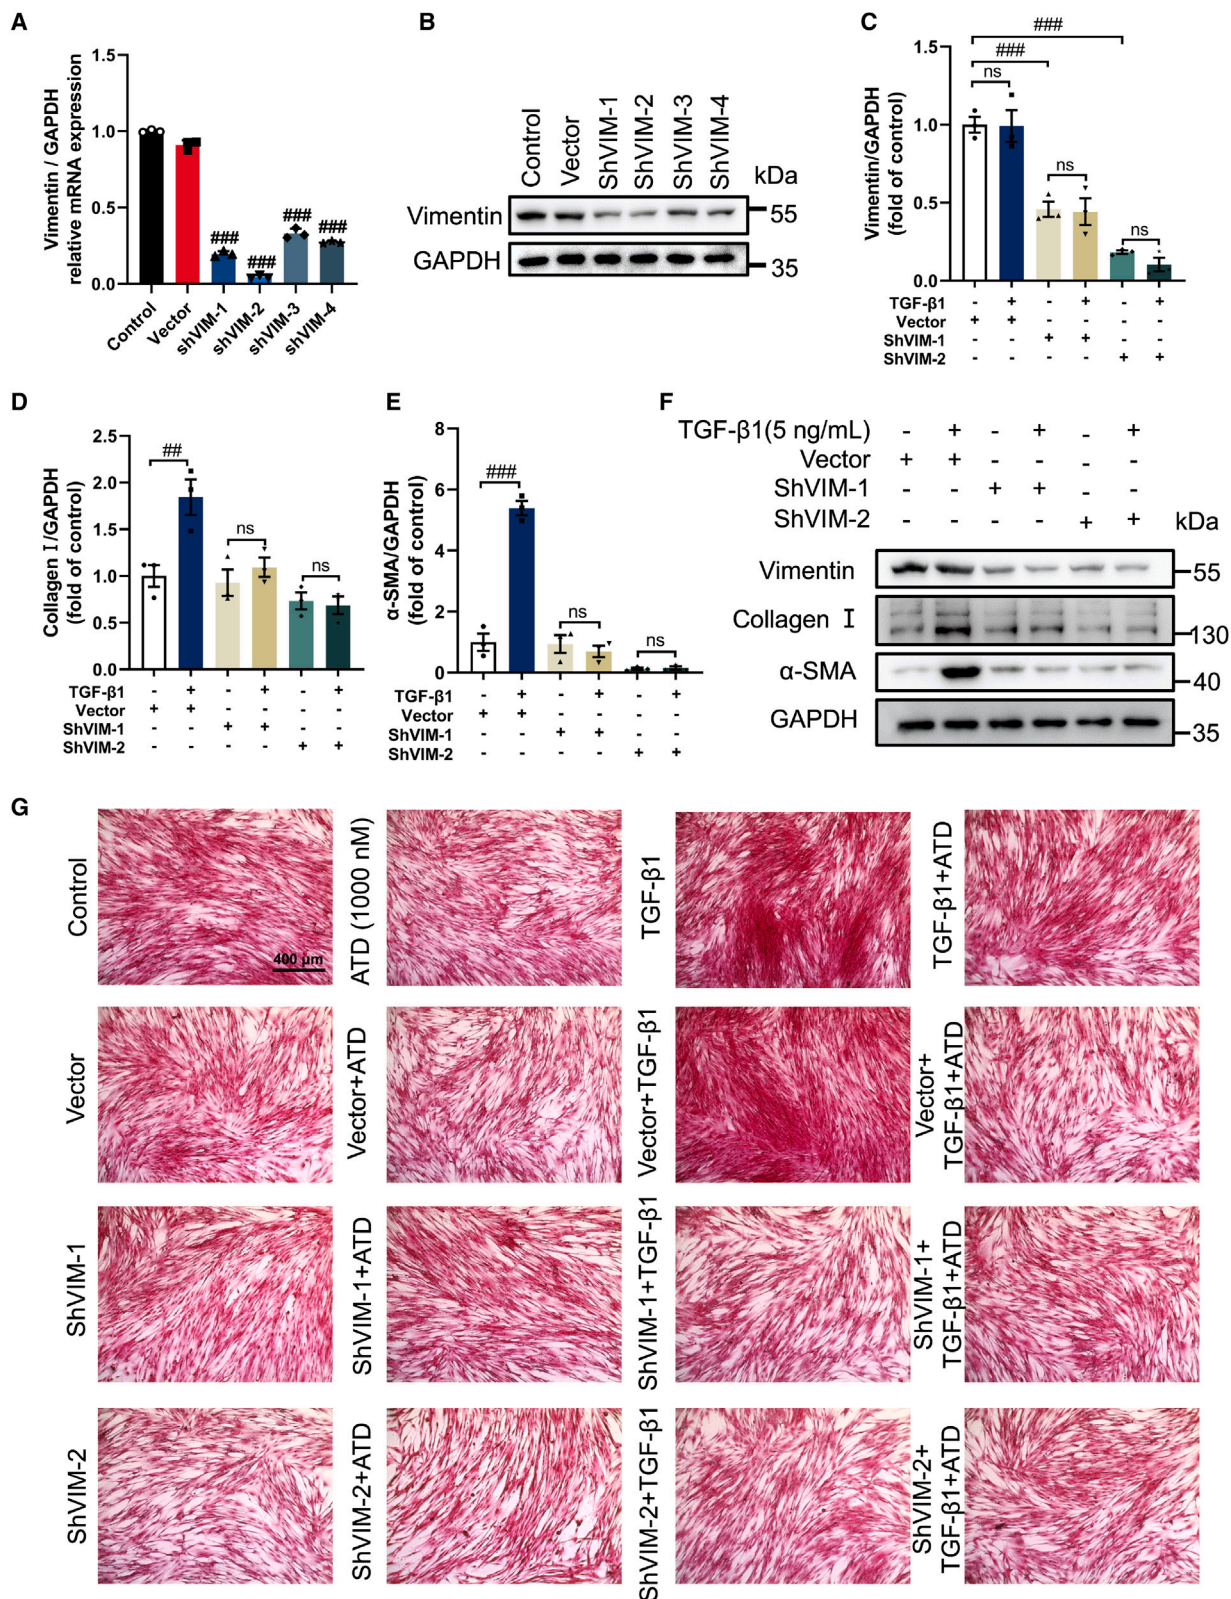 A
Vimentin / GAPDH
relative mRNA expression
1.5
1.0
0.5
0.0
###
###
###
###
Control
Vector
shVIM-1
shVIM-2
shVIM-3
shVIM-4
B
Control
Vector
ShVIM-1
ShVIM-2
ShVIM-3
ShVIM-4
kDa
Vimentin
55
GAPDH
35
C
Vimentin/GAPDH
(fold of control)
1.5
1.0
0.5
0.0
###
###
ns
ns
ns
TGF-β1 - + - + - +
Vector + + - - - -
ShVIM-1 - - + + - -
ShVIM-2 - - - - + +
D
Collagen I/GAPDH
(fold of control)
2.5
2.0
1.5
1.0
0.5
0.0
##
ns
ns
TGF-β1 - + - + - +
Vector + + - - - -
ShVIM-1 - - + + - -
ShVIM-2 - - - - + +
E
α-SMA/GAPDH
(fold of control)
8
6
4
2
0
###
ns
ns
TGF-β1 - + - + - +
Vector + + - - - -
ShVIM-1 - - + + - -
ShVIM-2 - - - - + +
F
TGF-β1(5 ng/mL) - + - + - +
Vector + + - - - -
ShVIM-1 - - + + - -
ShVIM-2 - - - - + +
kDa
Vimentin
55
Collagen I
130
α-SMA
40
GAPDH
35
G
Control
400 μm
ATD (1000 nM)
TGF-β1
TGF-β1+ATD
Vector
Vector+ATD
Vector+TGF-β1
Vector+
TGF-β1+ATD
ShVIM-1
ShVIM-1+ATD
ShVIM-1+TGF-β1
ShVIM-1+
TGF-β1+ATD
ShVIM-2
ShVIM-2+ATD
ShVIM-2+TGF-β1
ShVIM-2+
TGF-β1+ATD